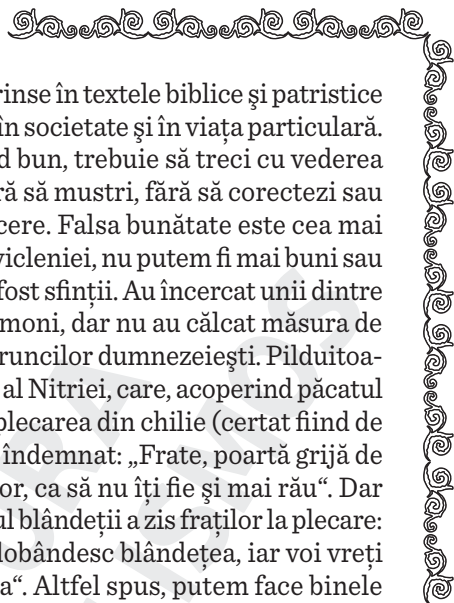 rinse în textele biblice şi patristice
în societate şi în viaţa particulară.
d bun, trebuie să treci cu vederea
ră să mustri, fără să corectezi sau
cere. Falsa bunătate este cea mai
vicleniei, nu putem fi mai buni sau
fost sfinţii. Au încercat unii dintre
moni, dar nu au călcat măsura de
runcilor dumnezeieşti. Pilduitoa-
al Nitriei, care, acoperind păcatul
plecarea din chilie (certat fiind de
îndemnat: „Frate, poartă grijă de
or, ca să nu îţi fie şi mai rău“. Dar
ul blândeţii a zis fraţilor la plecare:
dobândesc blândeţea, iar voi vreţi
a“. Altfel spus, putem face binele